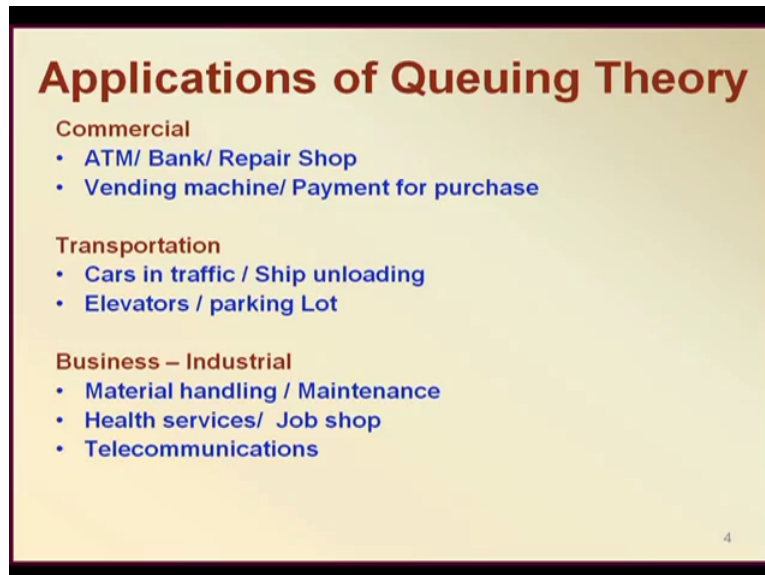 Applications of Queuing Theory
Commercial
• ATM/ Bank/ Repair Shop
• Vending machine/ Payment for purchase
Transportation
• Cars in traffic / Ship unloading
• Elevators / parking Lot
Business – Industrial
• Material handling / Maintenance
• Health services/ Job shop
• Telecommunications
4